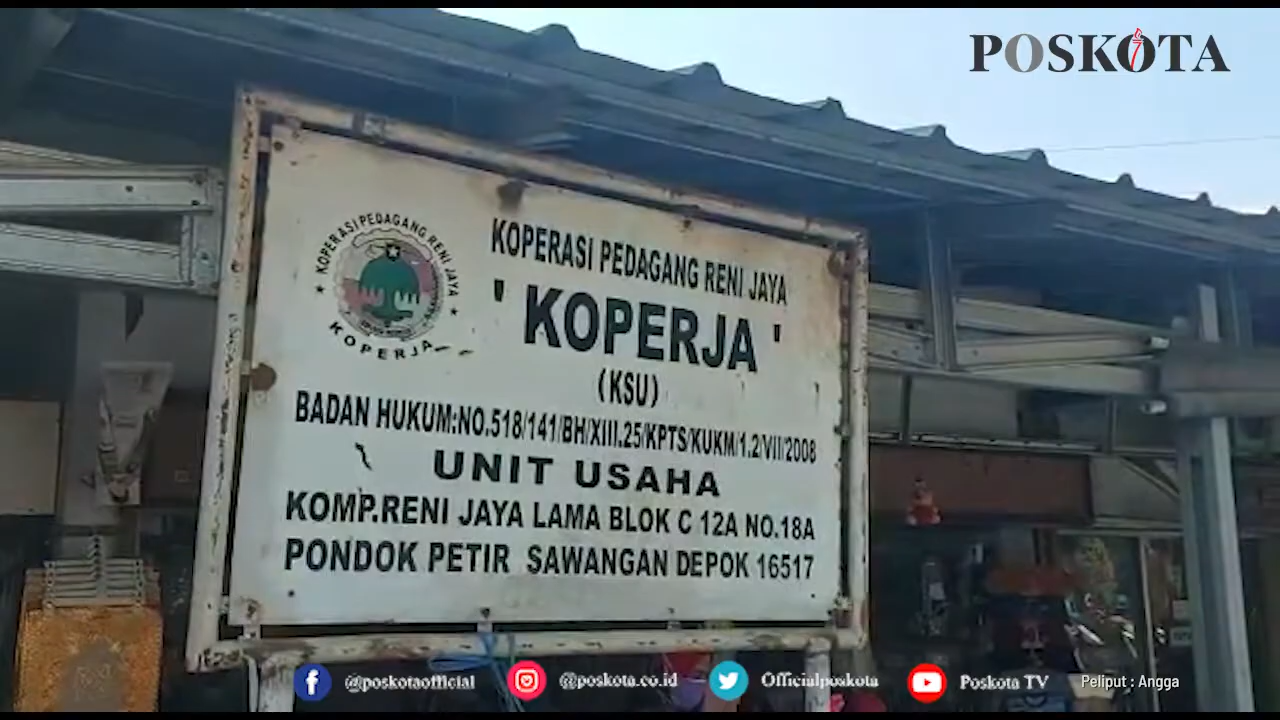 POSKOTA
KOPERASI PEDAGANG RENI JAYA
KOPERJA
KOPERASI PEDAGANG RENI JAYA
' KOPERJA '
(KSU)
BADAN HUKUM:NO.518/141/BH/XIII.25/KPTS/KUKM/1.2/VII/2008
UNIT USAHA
KOMP.RENI JAYA LAMA BLOK C 12A NO.18A
PONDOK PETIR SAWANGAN DEPOK 16517
@poskotaofficial @poskota.co.id Officialposkota Poskota TV Peliput : Angga